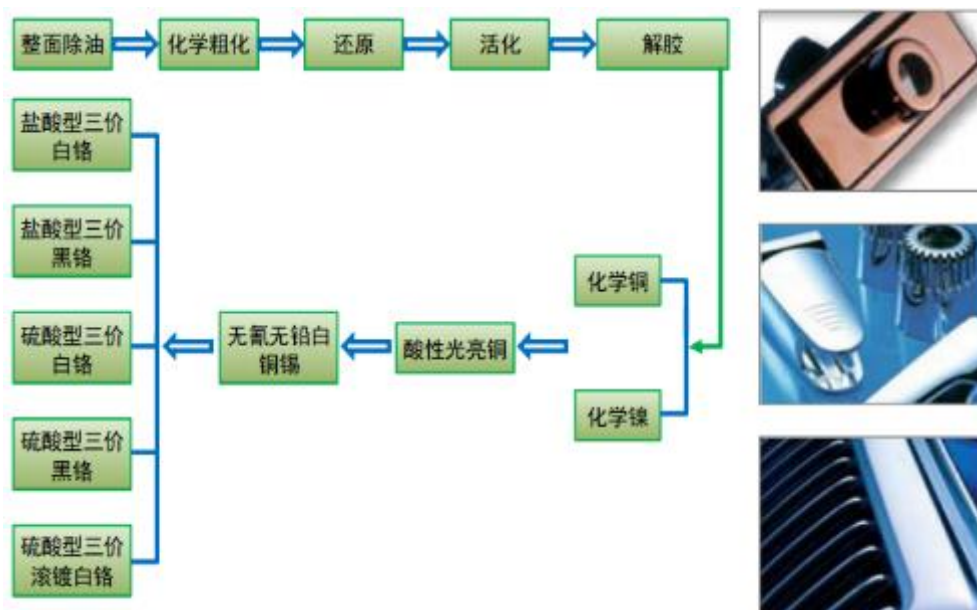 整面除油
化学粗化
还原
活化
解胶
化学铜
化学镍
酸性光亮铜
无氰无铅白
铜锡
盐酸型三价
白铬
盐酸型三价
黑铬
硫酸型三价
白铬
硫酸型三价
黑铬
硫酸型三价
滚镀白铬